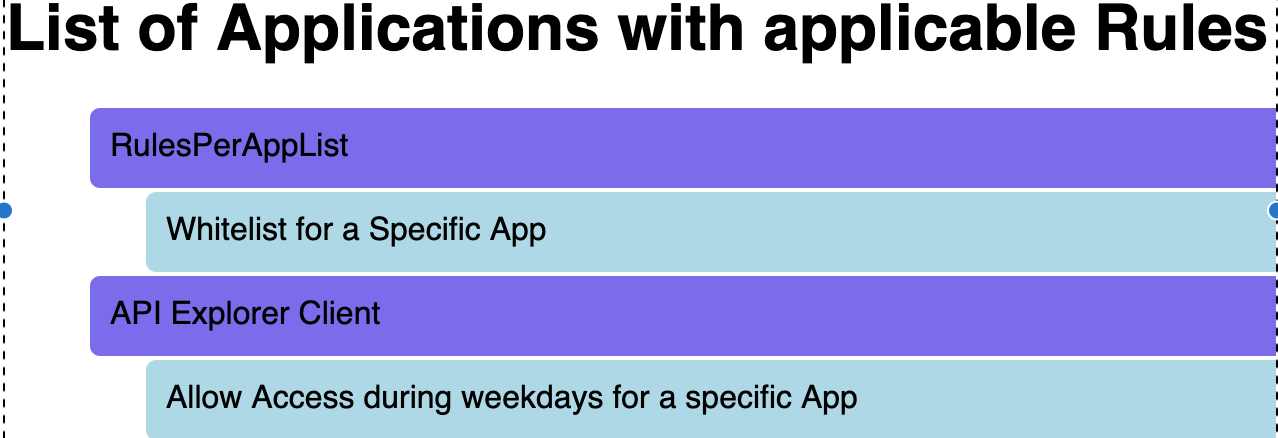 List of Applications with applicable Rules
RulesPerAppList
Whitelist for a Specific App
API Explorer Client
Allow Access during weekdays for a specific App